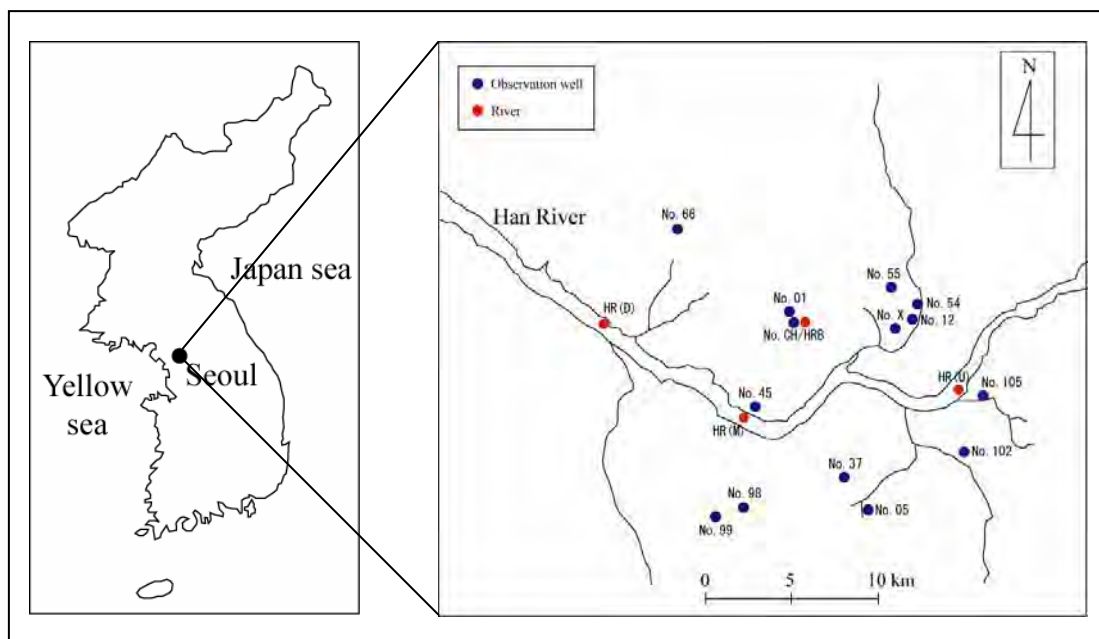 Japan sea
Seoul
Yellow
sea
Observation well
River
N
Han River
No. 66
HR(D)
No. 01
No. CH/HRB
No. 55
No. 54
No. X
No. 12
HR(U)
No. 105
No. 45
HR(M)
No. 102
No. 37
No. 05
No. 98
No. 99
0 5 10 km